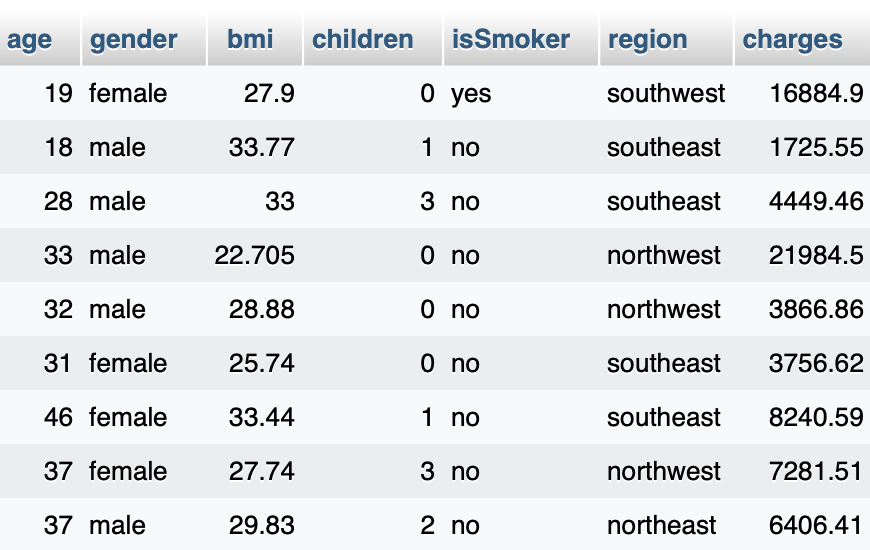 age gender bmi children isSmoker region charges
19 female 27.9 0 yes southwest 16884.9
18 male 33.77 1 no southeast 1725.55
28 male 33 3 no southeast 4449.46
33 male 22.705 0 no northwest 21984.5
32 male 28.88 0 no northwest 3866.86
31 female 25.74 0 no southeast 3756.62
46 female 33.44 1 no southeast 8240.59
37 female 27.74 3 no northwest 7281.51
37 male 29.83 2 no northeast 6406.41